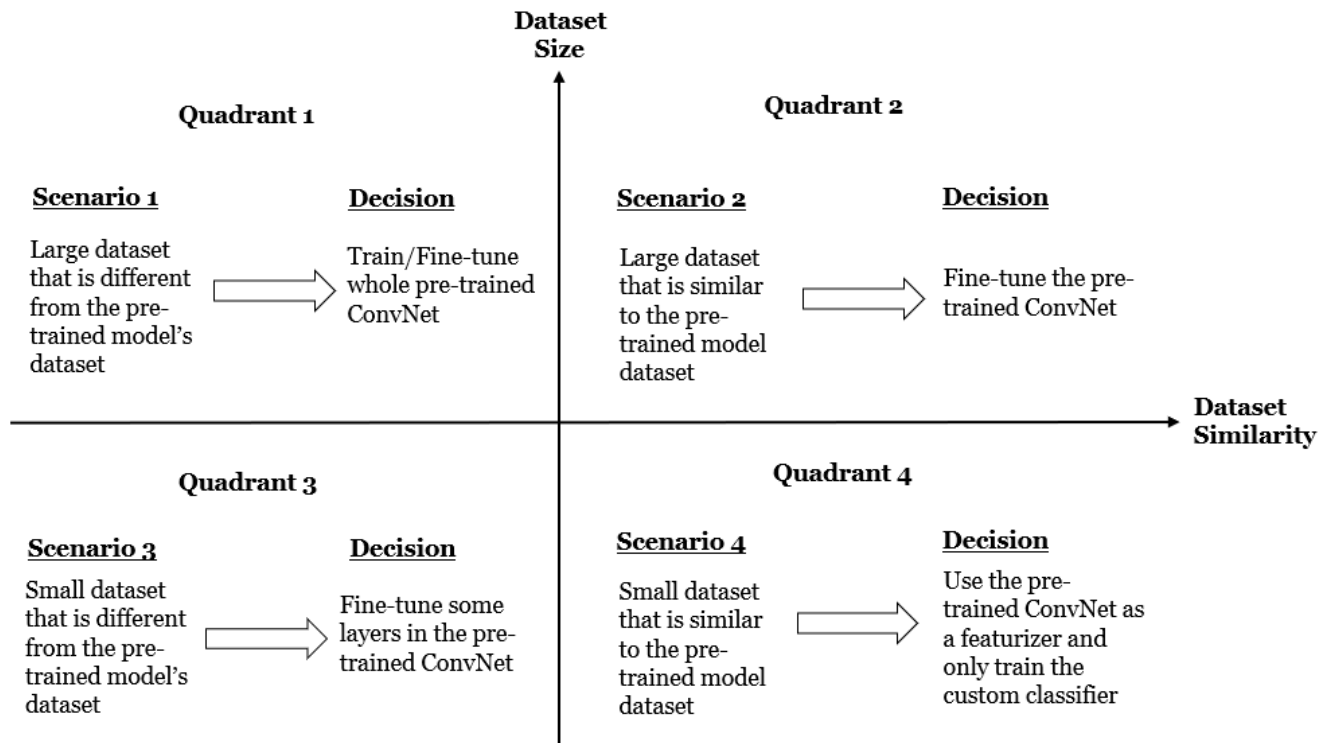 Dataset
Size
Quadrant 1
Quadrant 2
Scenario 1
Decision
Large dataset
that is different
from the pre-
trained model’s
dataset
Train/Fine-tune
whole pre-trained
ConvNet
Scenario 2
Decision
Large dataset
that is similar
to the pre-
trained model
dataset
Fine-tune the pre-
trained ConvNet
Dataset
Similarity
Quadrant 3
Quadrant 4
Scenario 3
Decision
Small dataset
that is different
from the pre-
trained model’s
dataset
Fine-tune some
layers in the pre-
trained ConvNet
Scenario 4
Decision
Small dataset
that is similar
to the pre-
trained model
dataset
Use the pre-
trained ConvNet as
a featurizer and
only train the
custom classifier